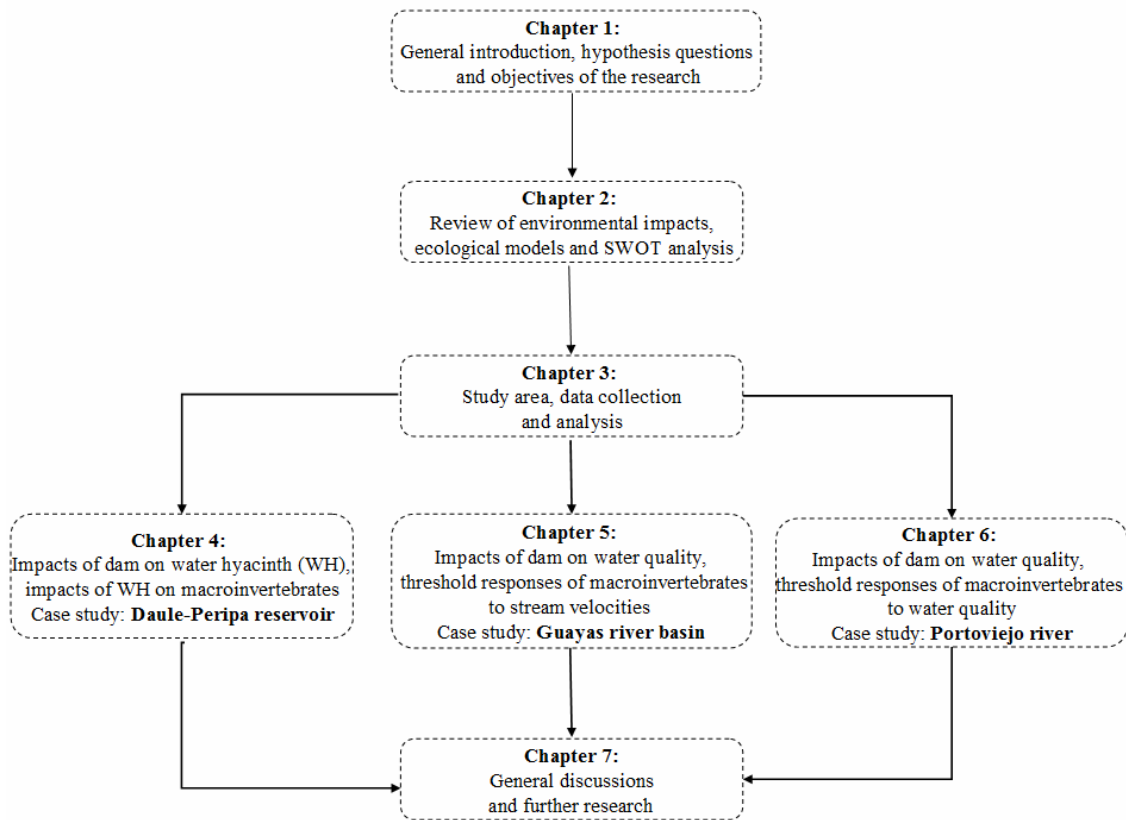 Chapter 1:
General introduction, hypothesis questions
and objectives of the research
Chapter 2:
Review of environmental impacts,
ecological models and SWOT analysis
Chapter 3:
Study area, data collection
and analysis
Chapter 4:
Impacts of dam on water hyacinth (WH),
impacts of WH on macroinvertebrates
Case study: Daule-Peripa reservoir
Chapter 5:
Impacts of dam on water quality,
threshold responses of macroinvertebrates
to stream velocities
Case study: Guayas river basin
Chapter 6:
Impacts of dam on water quality,
threshold responses of macroinvertebrates
to water quality
Case study: Portoviejo river
Chapter 7:
General discussions
and further research